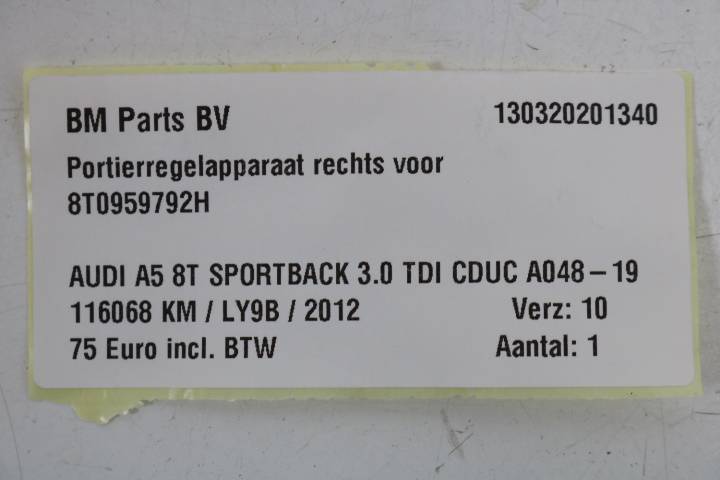 BM Parts BV 130320201340
Portierregelapparaat rechts voor
8T0959792H
AUDI A5 8T SPORTBACK 3.0 TDI CDUC A048-19
116068 KM / LY9B / 2012 Verz: 10
75 Euro incl. BTW Aantal: 1